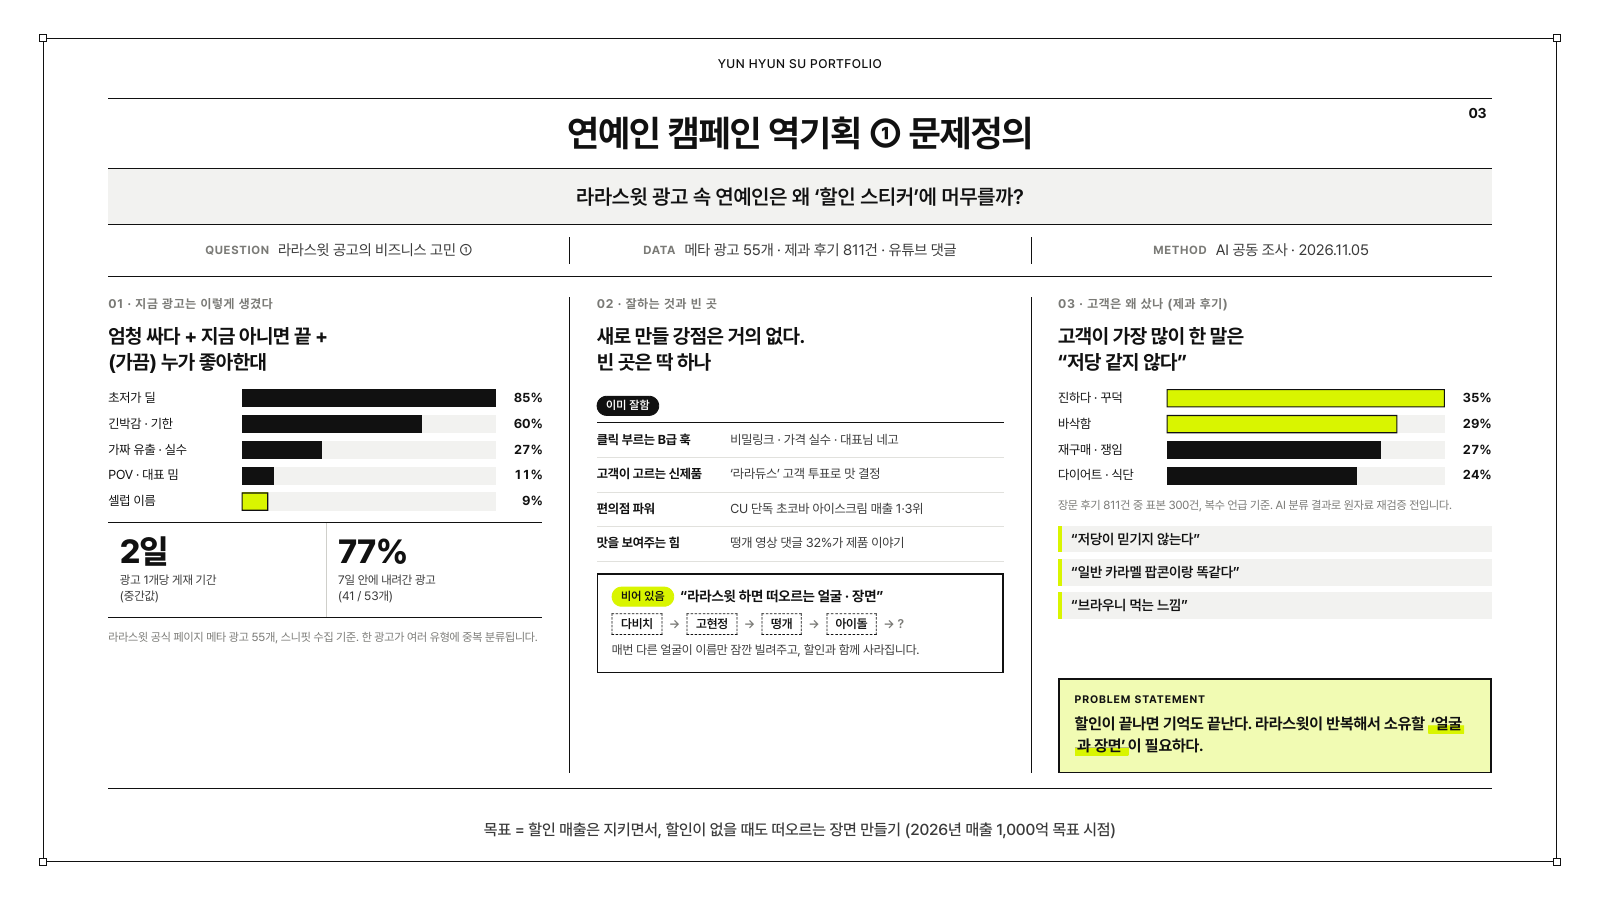 YUN HYUN SU PORTFOLIO
03
연예인 캠페인 역기획 ① 문제정의
라라스윗 광고 속 연예인은 왜 ‘할인 스티커’에 머무를까?
QUESTION 라라스윗 공고의 비즈니스 고민 ①
DATA 메타 광고 55개 · 제과 후기 811건 · 유튜브 댓글
METHOD AI 공동 조사 · 2026.11.05
01 · 지금 광고는 이렇게 생겼다
엄청 싸다 + 지금 아니면 끝 +
(가끔) 누가 좋아한대
초저가 딜 85%
긴박감 · 기한 60%
가짜 유출 · 실수 27%
POV · 대표 밈 11%
셀럽 이름 9%
2일
광고 1개당 게재 기간
(중간값)
77%
7일 안에 내려간 광고
(41 / 53개)
라라스윗 공식 페이지 메타 광고 55개, 스니핏 수집 기준. 한 광고가 여러 유형에 중복 분류됩니다.
02 · 잘하는 것과 빈 곳
새로 만들 강점은 거의 없다.
빈 곳은 딱 하나
이미 잘함
클릭 부르는 B급 훅 비밀링크 · 가격 실수 · 대표님 네고
고객이 고르는 신제품 ‘라라듀스’ 고객 투표로 맛 결정
편의점 파워 CU 단독 초코바 아이스크림 매출 1·3위
맛을 보여주는 힘 떵개 영상 댓글 32%가 제품 이야기
비어 있음 “라라스윗 하면 떠오르는 얼굴 · 장면”
다비치 → 고현정 → 떵개 → 아이돌 → ?
매번 다른 얼굴이 이름만 잠깐 빌려주고, 할인과 함께 사라집니다.
03 · 고객은 왜 샀나 (제과 후기)
고객이 가장 많이 한 말은
“저당 같지 않다”
진하다 · 꾸덕 35%
바삭함 29%
재구매 · 쟁임 27%
다이어트 · 식단 24%
장문 후기 811건 중 표본 300건, 복수 언급 기준. AI 분류 결과로 원자료 재검증 전입니다.
“저당이 믿기지 않는다”
“일반 카라멜 팝콘이랑 똑같다”
“브라우니 먹는 느낌”
PROBLEM STATEMENT
할인이 끝나면 기억도 끝난다. 라라스윗이 반복해서 소유할 ‘얼굴
과 장면’이 필요하다.
목표 = 할인 매출은 지키면서, 할인이 없을 때도 떠오르는 장면 만들기 (2026년 매출 1,000억 목표 시점)